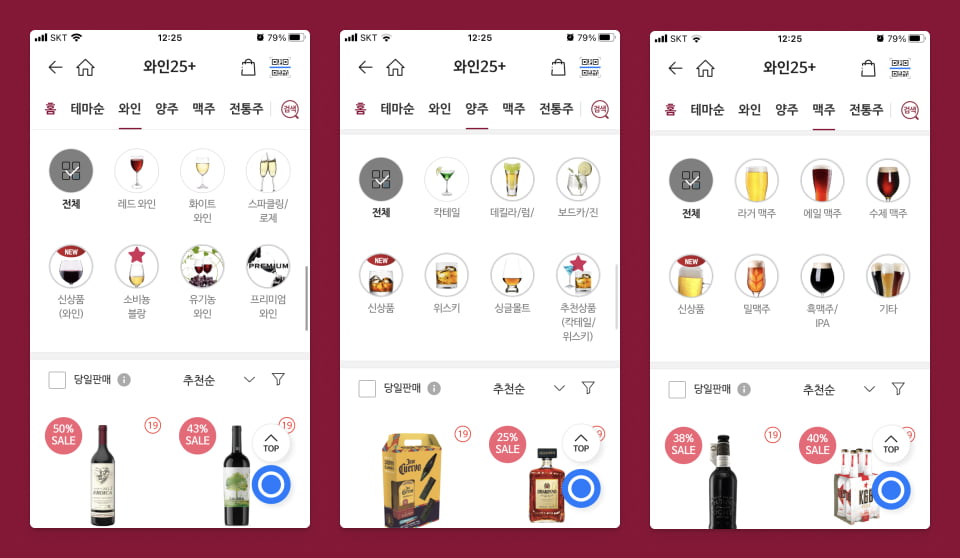 SKT
12:25
79%
와인25+
홈 테마순 와인 양주 맥주 전통주 검색
전체
레드 와인
화이트
와인
스파클링/
로제
NEW
PREMIUM
신상품
(와인)
소비뇽
블랑
유기농
와인
프리미엄
와인
당일판매
추천순
50%
SALE
19
43%
SALE
19
TOP
SKT
12:25
79%
와인25+
홈 테마순 와인 양주 맥주 전통주 검색
전체
칵테일
데킬라/럼/
보드카/진
NEW
신상품
위스키
싱글몰트
추천상품
(칵테일/
위스키)
당일판매
추천순
Jose
Cuervo
19
25%
SALE
DISARONNO
TOP
SKT
12:25
79%
와인25+
홈 테마순 와인 양주 맥주 전통주 검색
전체
라거 맥주
에일 맥주
수제 맥주
NEW
신상품
밀맥주
흑맥주/
IPA
기타
당일판매
추천순
38%
SALE
19
40%
SALE
KGB
TOP